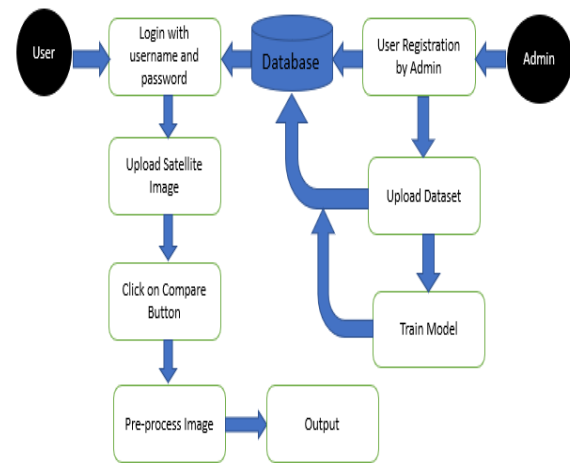 User
Login with
username and
password
Database
User Registration
by Admin
Admin
Upload Satellite
Image
Upload Dataset
Click on Compare
Button
Train Model
Pre-process Image
Output